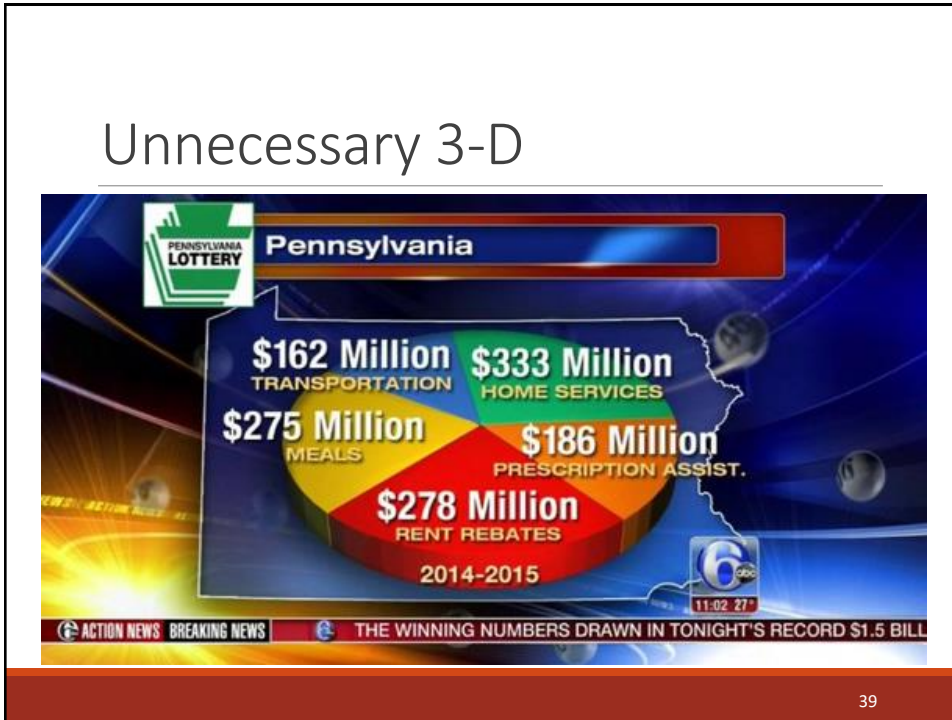 Unnecessary 3-D
PENNSYLVANIA
LOTTERY
Pennsylvania
$162 Million
TRANSPORTATION
$333 Million
HOME SERVICES
$275 Million
MEALS
$186 Million
PRESCRIPTION ASSIST.
$278 Million
RENT REBATES
2014-2015
6 abc
11:02 27°
6 ACTION NEWS BREAKING NEWS 6 THE WINNING NUMBERS DRAWN IN TONIGHT'S RECORD $1.5 BILL
39